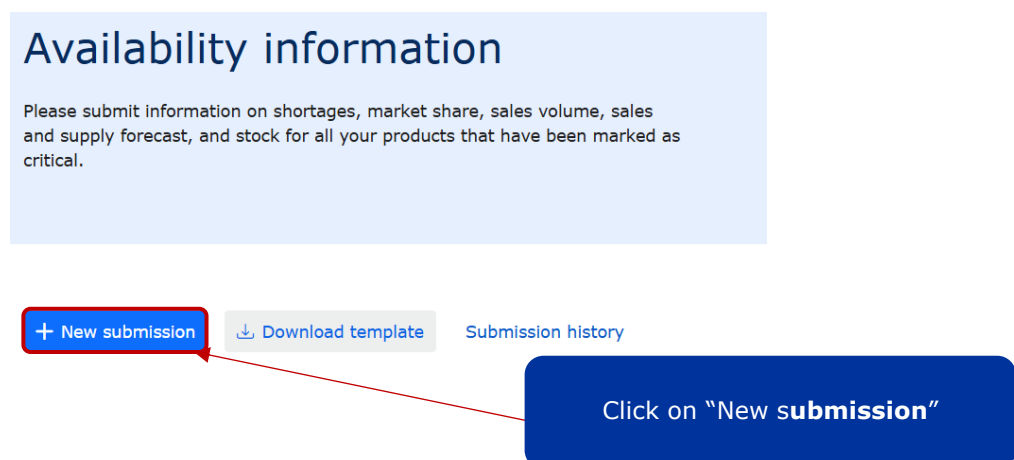 Availability information
Please submit information on shortages, market share, sales volume, sales
and supply forecast, and stock for all your products that have been marked as
critical.
+ New submission
Download template
Submission history
Click on “New submission”